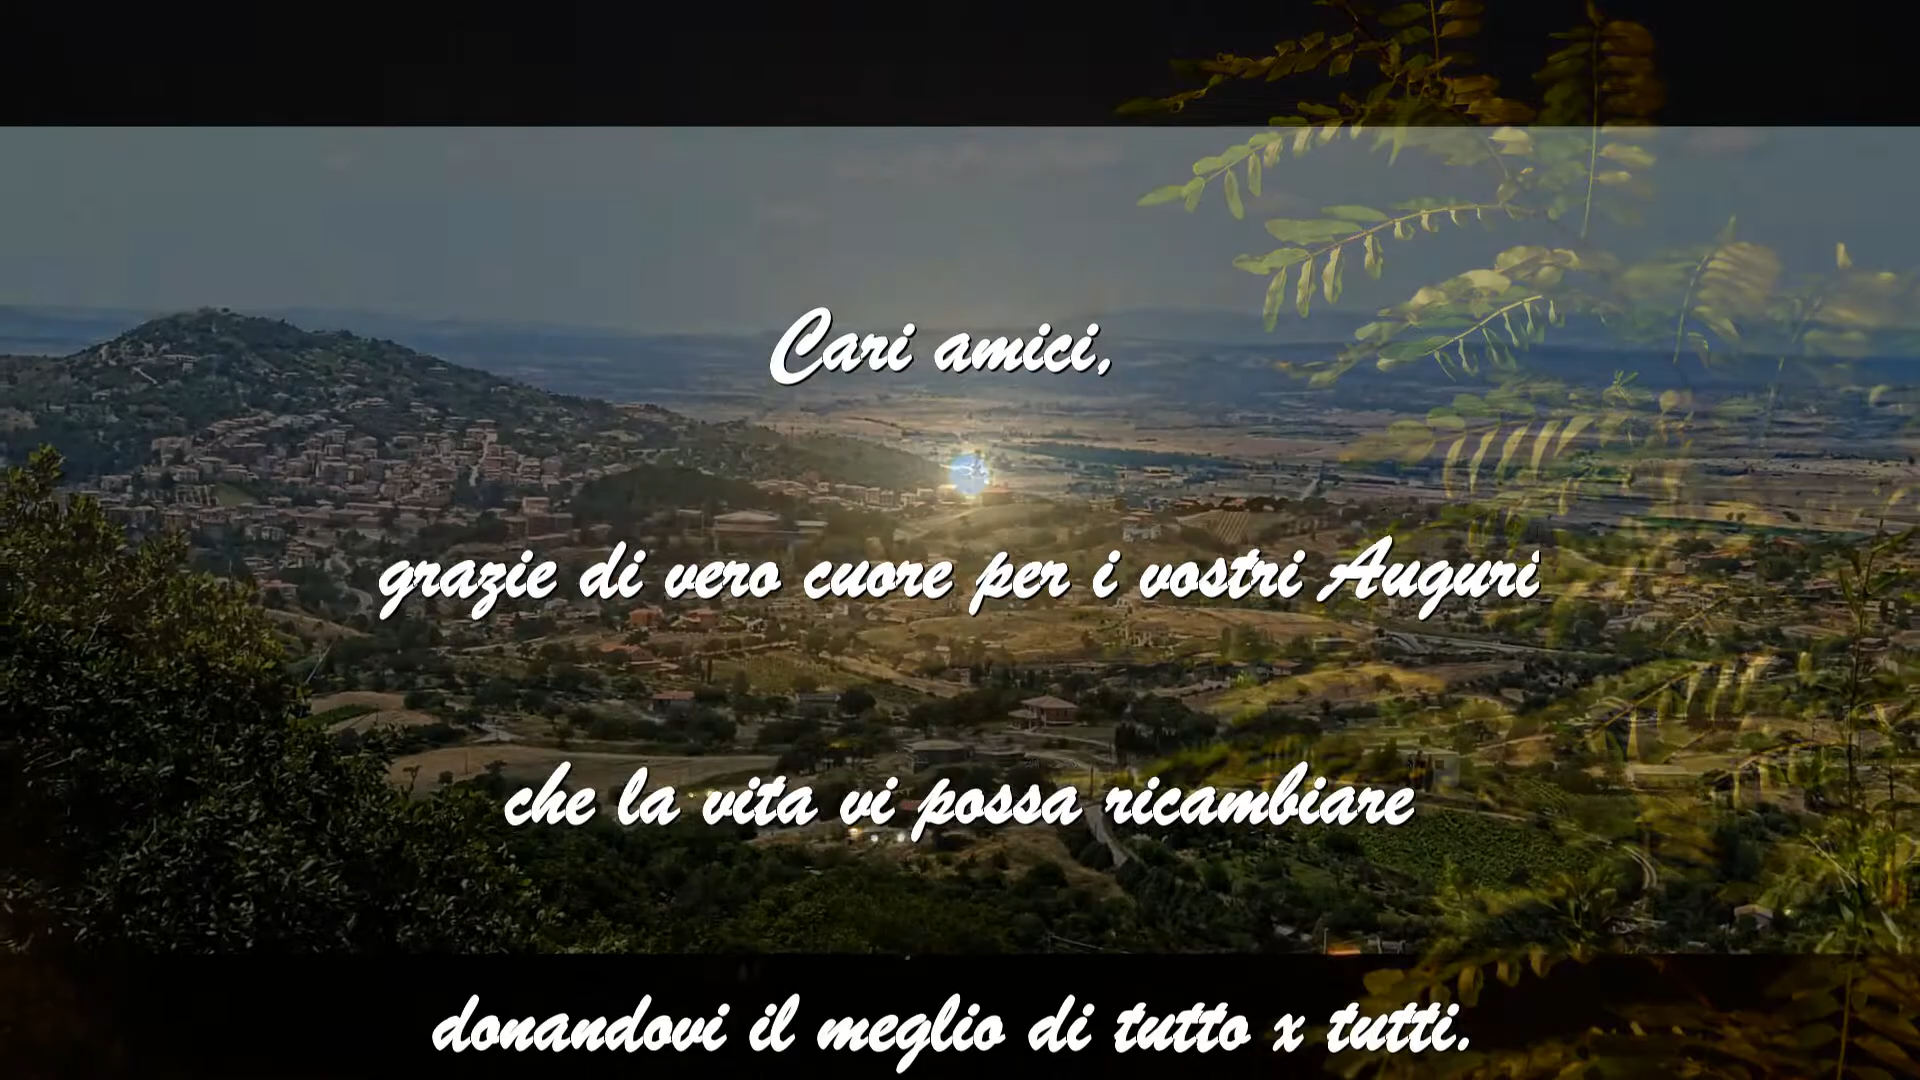 Cari amici,
grazie di vero cuore per i vostri Auguri
che la vita vi possa ricambiare
donandovi il meglio di tutto x tutti.